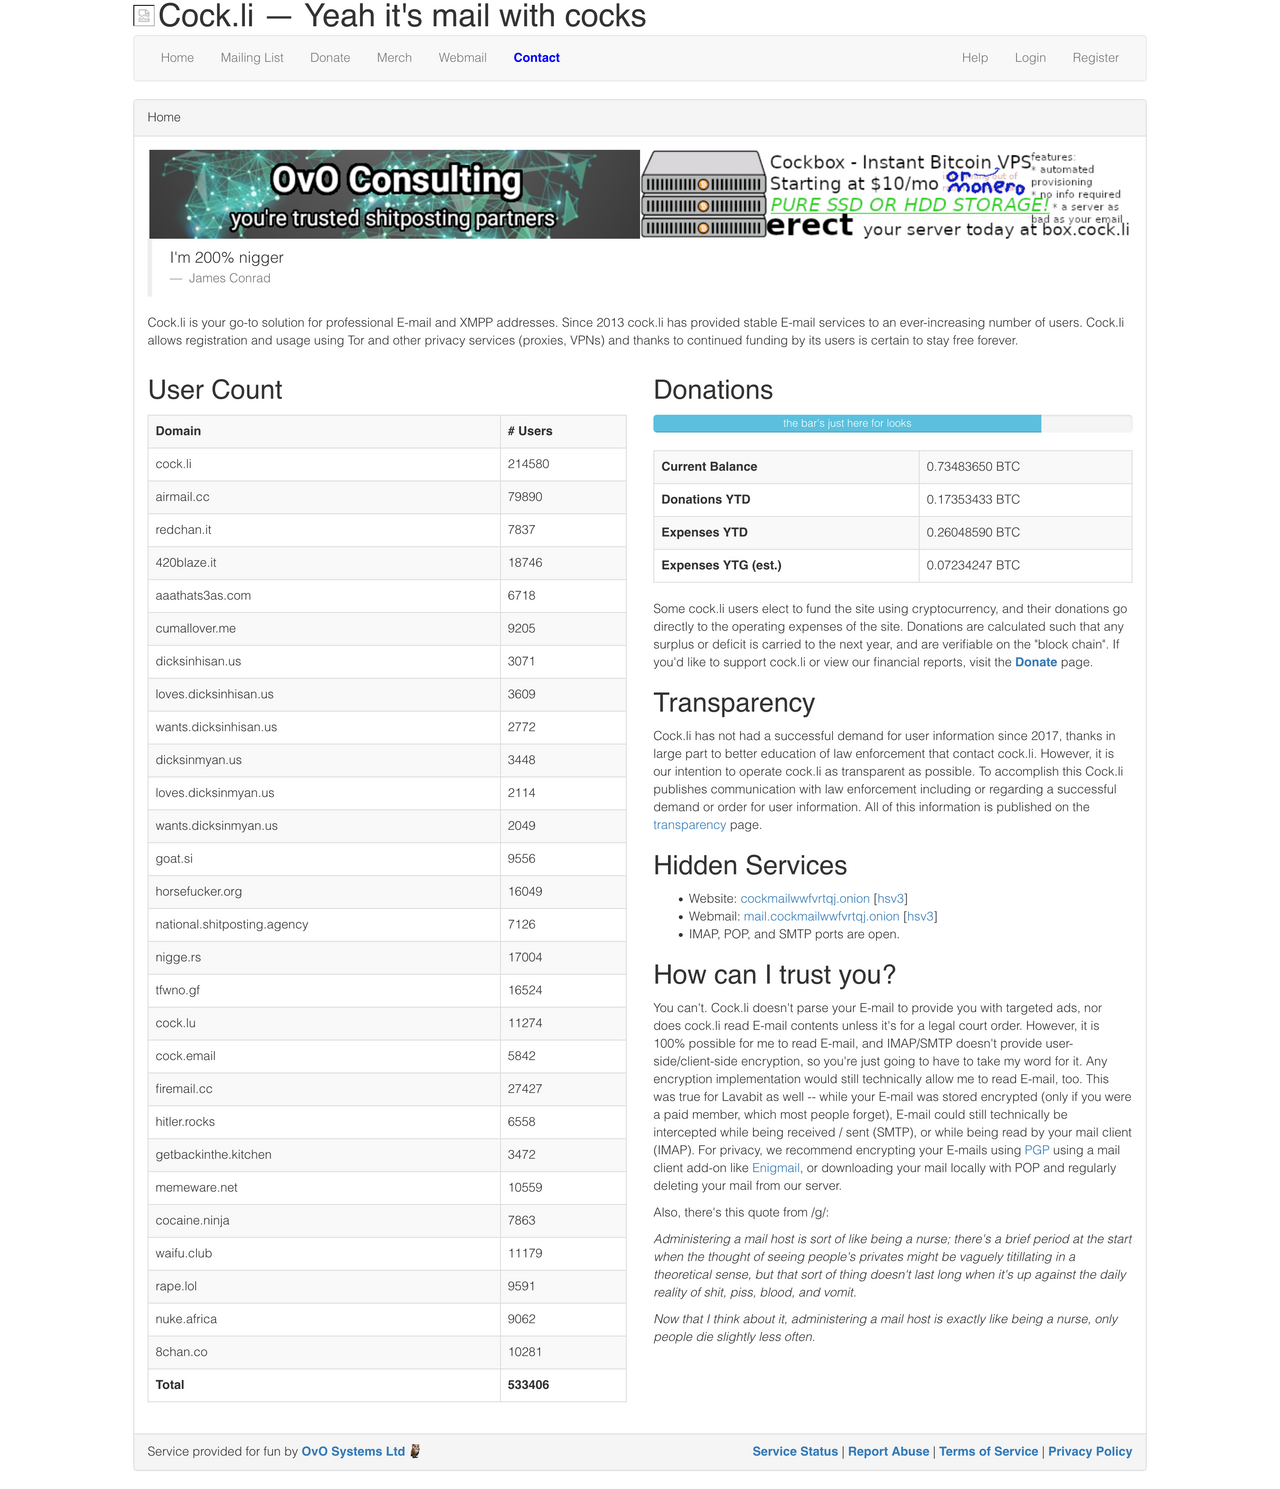 Cock.li — Yeah it's mail with cocks
Home Mailing List Donate Merch Webmail Contact Help Login Register
Home
OvO Consulting
you're trusted shitposting partners
Cockbox - Instant Bitcoin VPS
Starting at $10/mo or monero
PURE SSD OR HDD STORAGE!
erect your server today at box.cock.li
features:
* automated
provisioning
* no info required
* a server as
bad as your email
I'm 200% nigger
— James Conrad
Cock.li is your go-to solution for professional E-mail and XMPP addresses. Since 2013 cock.li has provided stable E-mail services to an ever-increasing number of users. Cock.li
allows registration and usage using Tor and other privacy services (proxies, VPNs) and thanks to continued funding by its users is certain to stay free forever.
User Count
Domain # Users
cock.li 214580
airmail.cc 79890
redchan.it 7837
420blaze.it 18746
aaathats3as.com 6718
cumallover.me 9205
dicksinhisan.us 3071
loves.dicksinhisan.us 3609
wants.dicksinhisan.us 2772
dicksinmyan.us 3448
loves.dicksinmyan.us 2114
wants.dicksinmyan.us 2049
goat.si 9556
horsefucker.org 16049
national.shitposting.agency 7126
nigge.rs 17004
tfwno.gf 16524
cock.lu 11274
cock.email 5842
firemail.cc 27427
hitler.rocks 6558
getbackinthe.kitchen 3472
memeware.net 10559
cocaine.ninja 7863
waifu.club 11179
rape.lol 9591
nuke.africa 9062
8chan.co 10281
Total 533406
Donations
the bar's just here for looks
Current Balance 0.73483650 BTC
Donations YTD 0.17353433 BTC
Expenses YTD 0.26048590 BTC
Expenses YTG (est.) 0.07234247 BTC
Some cock.li users elect to fund the site using cryptocurrency, and their donations go
directly to the operating expenses of the site. Donations are calculated such that any
surplus or deficit is carried to the next year, and are verifiable on the "block chain". If
you'd like to support cock.li or view our financial reports, visit the Donate page.
Transparency
Cock.li has not had a successful demand for user information since 2017, thanks in
large part to better education of law enforcement that contact cock.li. However, it is
our intention to operate cock.li as transparent as possible. To accomplish this Cock.li
publishes communication with law enforcement including or regarding a successful
demand or order for user information. All of this information is published on the
transparency page.
Hidden Services
• Website: cockmailwwfvrtqj.onion [hsv3]
• Webmail: mail.cockmailwwfvrtqj.onion [hsv3]
• IMAP, POP, and SMTP ports are open.
How can I trust you?
You can't. Cock.li doesn't parse your E-mail to provide you with targeted ads, nor
does cock.li read E-mail contents unless it's for a legal court order. However, it is
100% possible for me to read E-mail, and IMAP/SMTP doesn't provide user-
side/client-side encryption, so you're just going to have to take my word for it. Any
encryption implementation would still technically allow me to read E-mail, too. This
was true for Lavabit as well -- while your E-mail was stored encrypted (only if you were
a paid member, which most people forget), E-mail could still technically be
intercepted while being received / sent (SMTP), or while being read by your mail client
(IMAP). For privacy, we recommend encrypting your E-mails using PGP using a mail
client add-on like Enigmail, or downloading your mail locally with POP and regularly
deleting your mail from our server.
Also, there's this quote from /g/:
Administering a mail host is sort of like being a nurse; there's a brief period at the start
when the thought of seeing people's privates might be vaguely titillating in a
theoretical sense, but that sort of thing doesn't last long when it's up against the daily
reality of shit, piss, blood, and vomit.
Now that I think about it, administering a mail host is exactly like being a nurse, only
people die slightly less often.
Service provided for fun by OvO Systems Ltd
Service Status | Report Abuse | Terms of Service | Privacy Policy